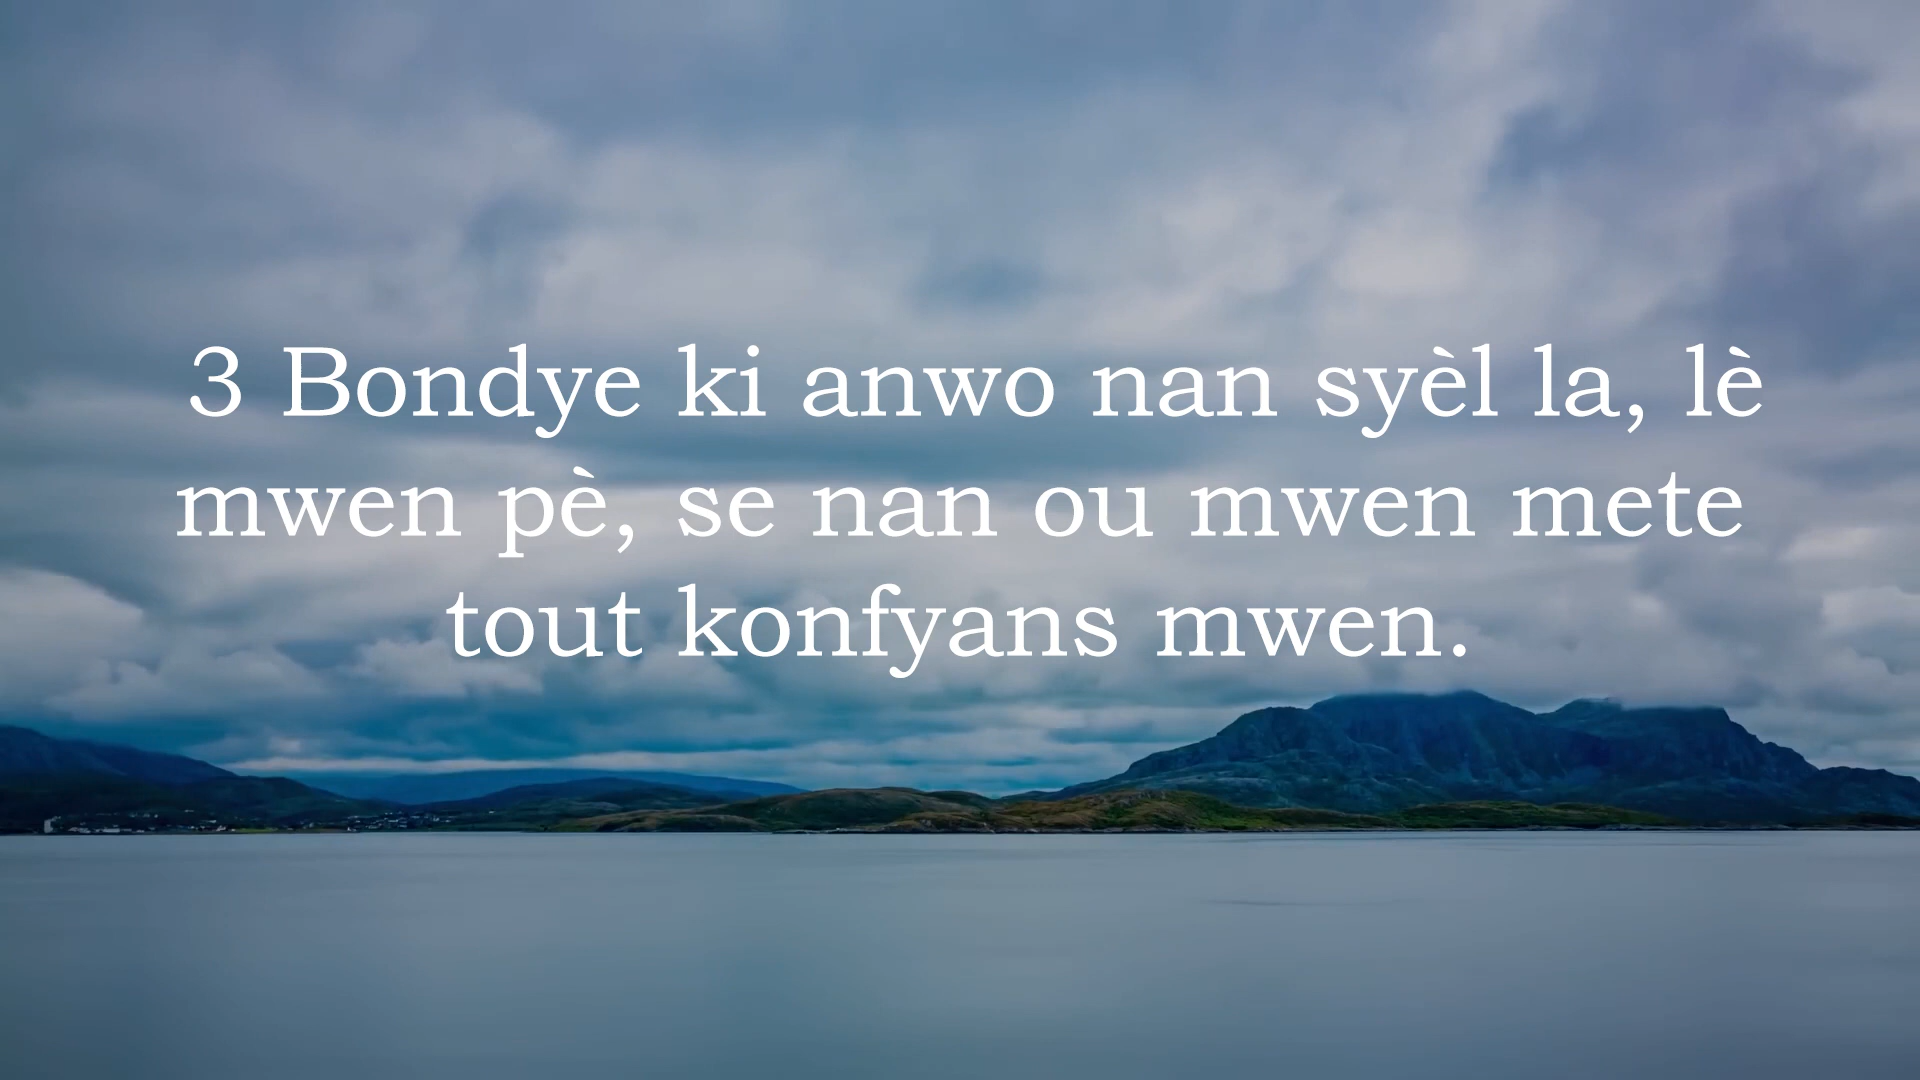 3 Bondye ki anwo nan syèl la, lè
mwen pè, se nan ou mwen mete
tout konfyans mwen.